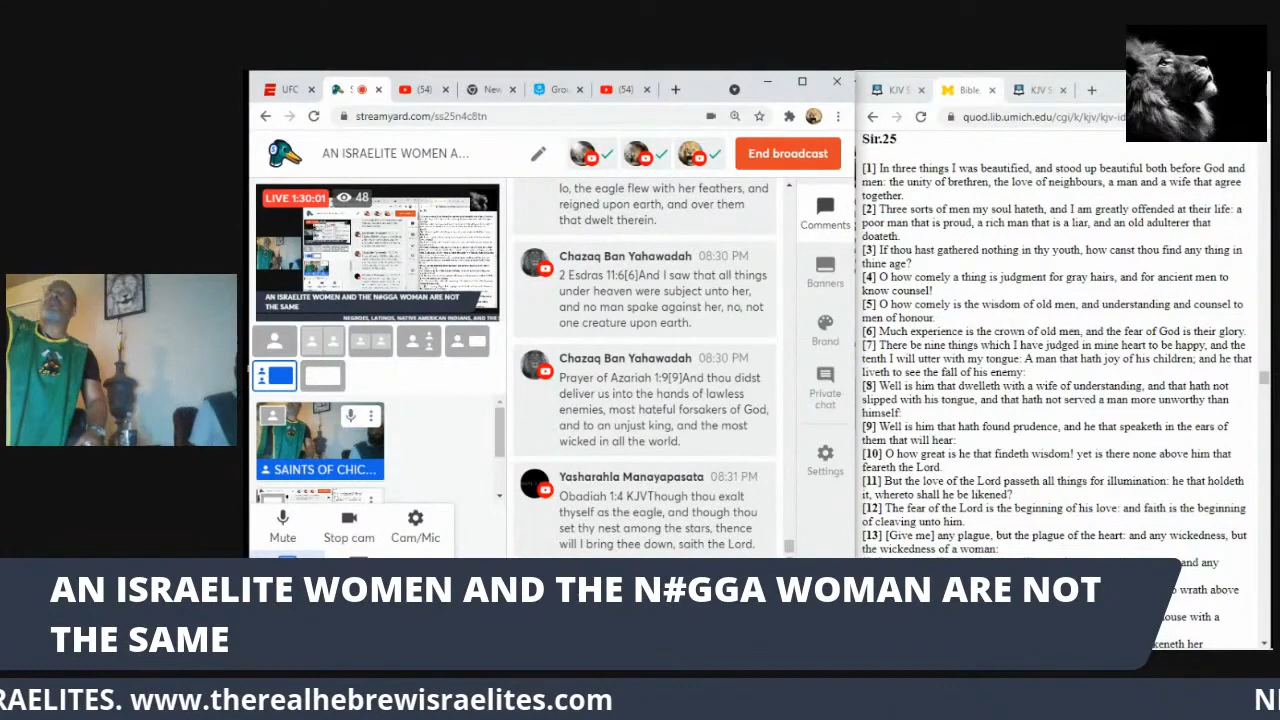 UFC
S
(54)
New
Grou
(54)
streamyard.com/ss25n4c8tn
AN ISRAELITE WOMEN A...
End broadcast
LIVE 1:30:01
48
AN ISRAELITE WOMEN AND THE N#GGA WOMAN ARE NOT
THE SAME
NEGROES, LATINOS, NATIVE AMERICAN INDIANS, AND THE
SAINTS OF CHIC...
Mute
Stop cam
Cam/Mic
lo, the eagle flew with her feathers, and
reigned upon earth, and over them
that dwelt therein.
Chazaq Ban Yahawadah 08:30 PM
2 Esdras 11:6[6]And I saw that all things
under heaven were subject unto her,
and no man spake against her, no, not
one creature upon earth.
Chazaq Ban Yahawadah 08:30 PM
Prayer of Azariah 1:9[9]And thou didst
deliver us into the hands of lawless
enemies, most hateful forsakers of God,
and to an unjust king, and the most
wicked in all the world.
Yasharahla Manayapasata 08:31 PM
Obadiah 1:4 KJVThough thou exalt
thyself as the eagle, and though thou
set thy nest among the stars, thence
will I bring thee down, saith the Lord.
Comments
Banners
Brand
Private
chat
Settings
KJV S
Bible
KJV S
quod.lib.umich.edu/cgi/k/kjv/kjv-id
Sir.25
[1] In three things I was beautified, and stood up beautiful both before God and
men: the unity of brethren, the love of neighbours, a man and a wife that agree
together.
[2] Three sorts of men my soul hateth, and I am greatly offended at their life: a
poor man that is proud, a rich man that is a liar, and an old adulterer that
doateth.
[3] If thou hast gathered nothing in thy youth, how canst thou find any thing in
thine age?
[4] O how comely a thing is judgment for gray hairs, and for ancient men to
know counsel!
[5] O how comely is the wisdom of old men, and understanding and counsel to
men of honour.
[6] Much experience is the crown of old men, and the fear of God is their glory.
[7] There be nine things which I have judged in mine heart to be happy, and the
tenth I will utter with my tongue: A man that hath joy of his children; and he that
liveth to see the fall of his enemy:
[8] Well is him that dwelleth with a wife of understanding, and that hath not
slipped with his tongue, and that hath not served a man more unworthy than
himself:
[9] Well is him that hath found prudence, and he that speaketh in the ears of
them that will hear:
[10] O how great is he that findeth wisdom! yet is there none above him that
feareth the Lord.
[11] But the love of the Lord passeth all things for illumination: he that holdeth
it, whereto shall he be likened?
[12] The fear of the Lord is the beginning of his love: and faith is the beginning
of cleaving unto him.
[13] [Give me] any plague, but the plague of the heart: and any wickedness, but
the wickedness of a woman:
and any
wrath above
ouse with a
keneth her
AN ISRAELITE WOMEN AND THE N#GGA WOMAN ARE NOT
THE SAME
RAELITES. www.therealhebrewisraelites.com
NE